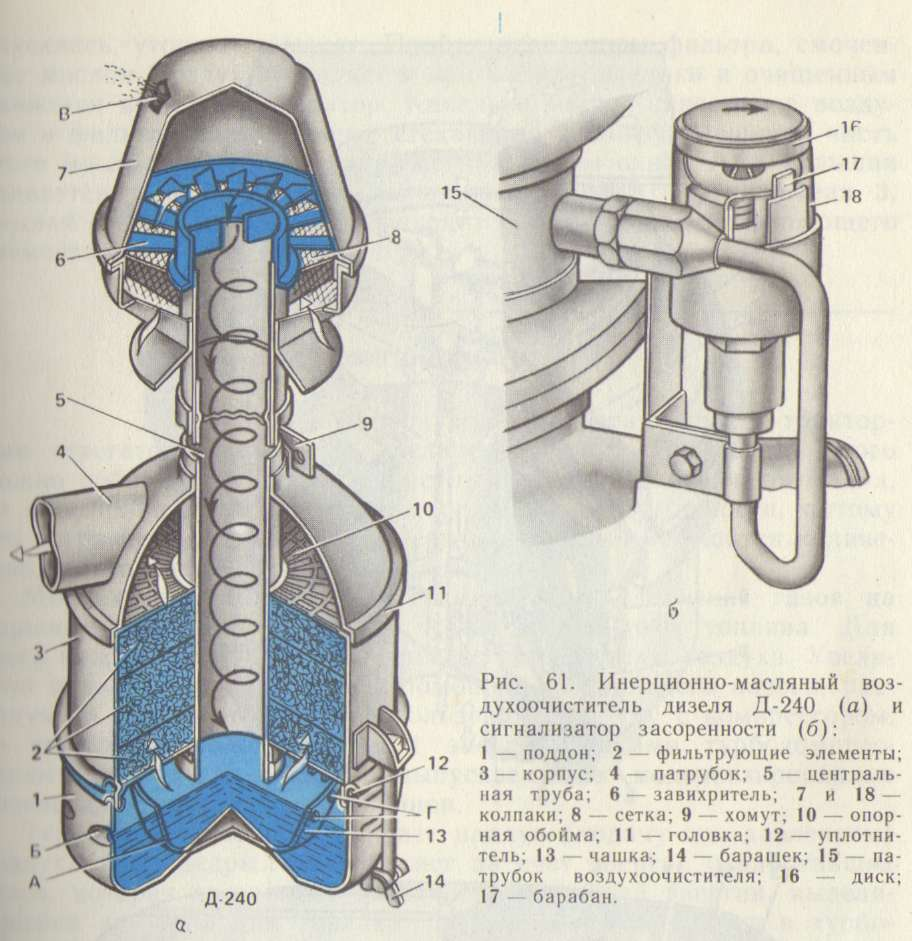 В
7
6
8
5
9
4
10
11
3
2
12
1
Г
Б
13
А
14
Д-240
а
15
16
17
18
б
Рис. 61. Инерционно-масляный воз-
духоочиститель дизеля Д-240 (а) и
сигнализатор засоренности (б):
1 — поддон; 2 — фильтрующие элементы;
3 — корпус; 4 — патрубок; 5 — централь-
ная труба; 6 — завихритель; 7 и 18 —
колпаки; 8 — сетка; 9 — хомут; 10 — опор-
ная обойма; 11 — головка; 12 — уплотни-
тель; 13 — чашка; 14 — барашек; 15 — па-
трубок воздухоочистителя; 16 — диск;
17 — барабан.